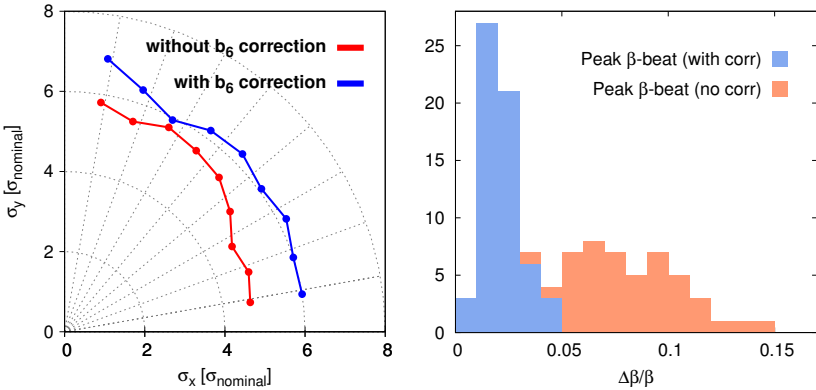 8
6
4
2
0
σy [σnominal]
without b6 correction
with b6 correction
0 2 4 6 8
σx [σnominal]
25
20
15
10
5
0
Peak β-beat (with corr)
Peak β-beat (no corr)
0 0.05 0.1 0.15
Δβ/β